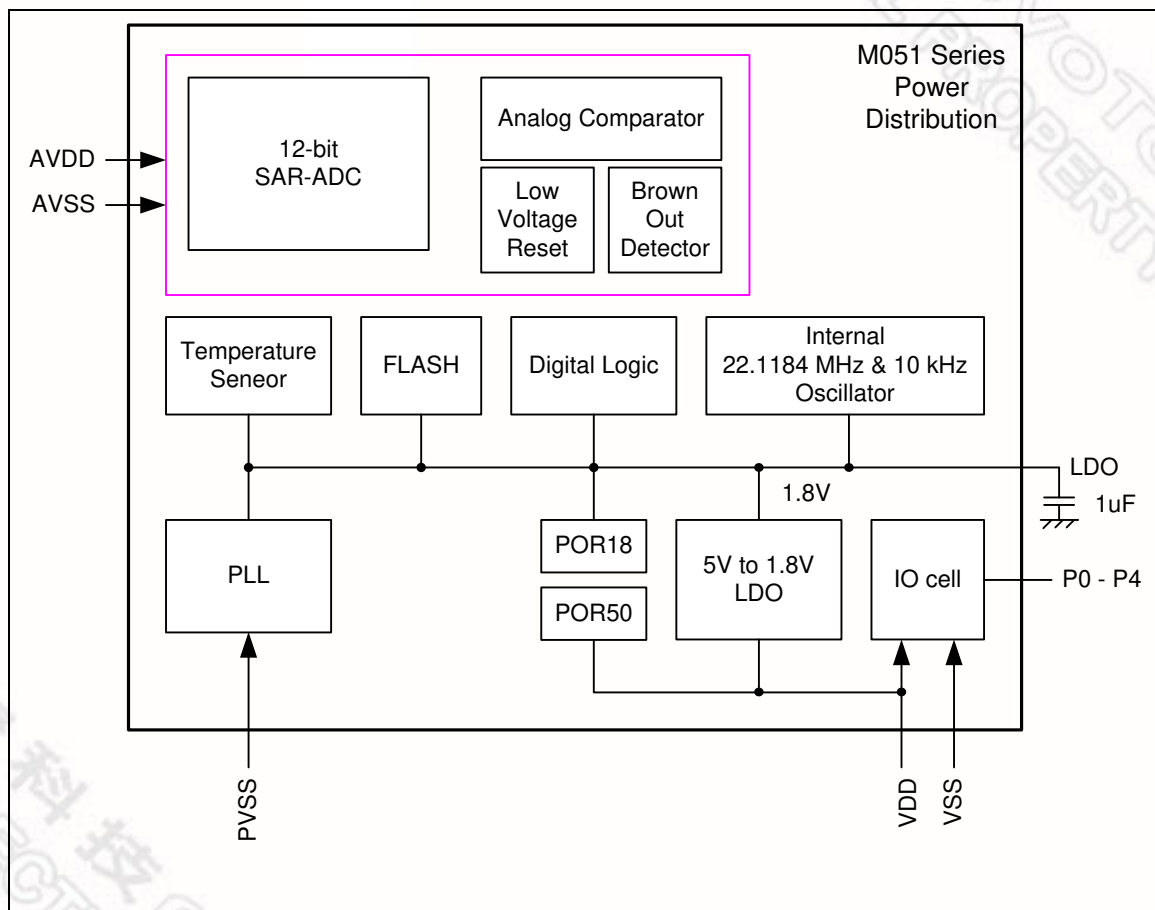 M051 Series
Power
Distribution
12-bit
SAR-ADC
Analog Comparator
Low
Voltage
Reset
Brown
Out
Detector
AVDD
AVSS
Temperature
Seneor
FLASH
Digital Logic
Internal
22.1184 MHz & 10 kHz
Oscillator
LDO
1.8V
1uF
PLL
POR18
POR50
5V to 1.8V
LDO
IO cell
P0 - P4
PVSS
VDD
VSS
科技